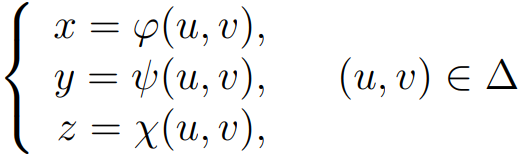 x = φ(u, v),
y = ψ(u, v), (u, v) ∈ Δ
z = χ(u, v),